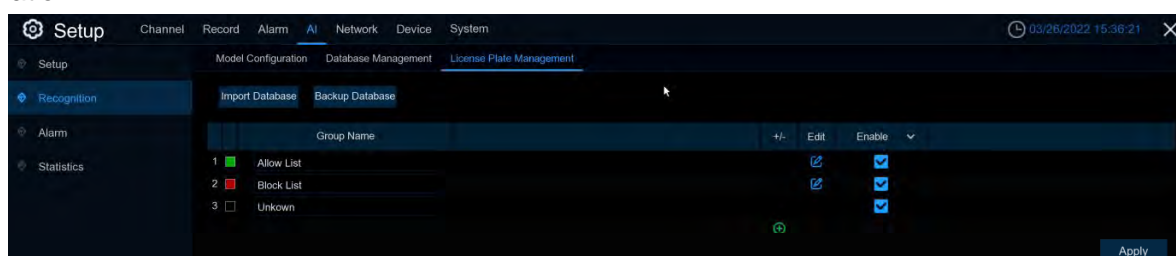 Setup Channel Record Alarm AI Network Device System 03/26/2022 15:36:21
Setup Model Configuration Database Management License Plate Management
Recognition Import Database Backup Database
Alarm Group Name +/- Edit Enable
Statistics 1 Allow List
2 Block List
3 Unkown
Apply